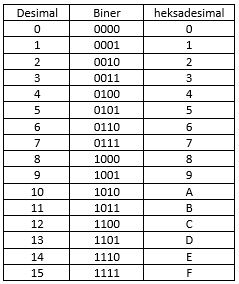 Desimal Biner heksadesimal
0 0000 0
1 0001 1
2 0010 2
3 0011 3
4 0100 4
5 0101 5
6 0110 6
7 0111 7
8 1000 8
9 1001 9
10 1010 A
11 1011 B
12 1100 C
13 1101 D
14 1110 E
15 1111 F